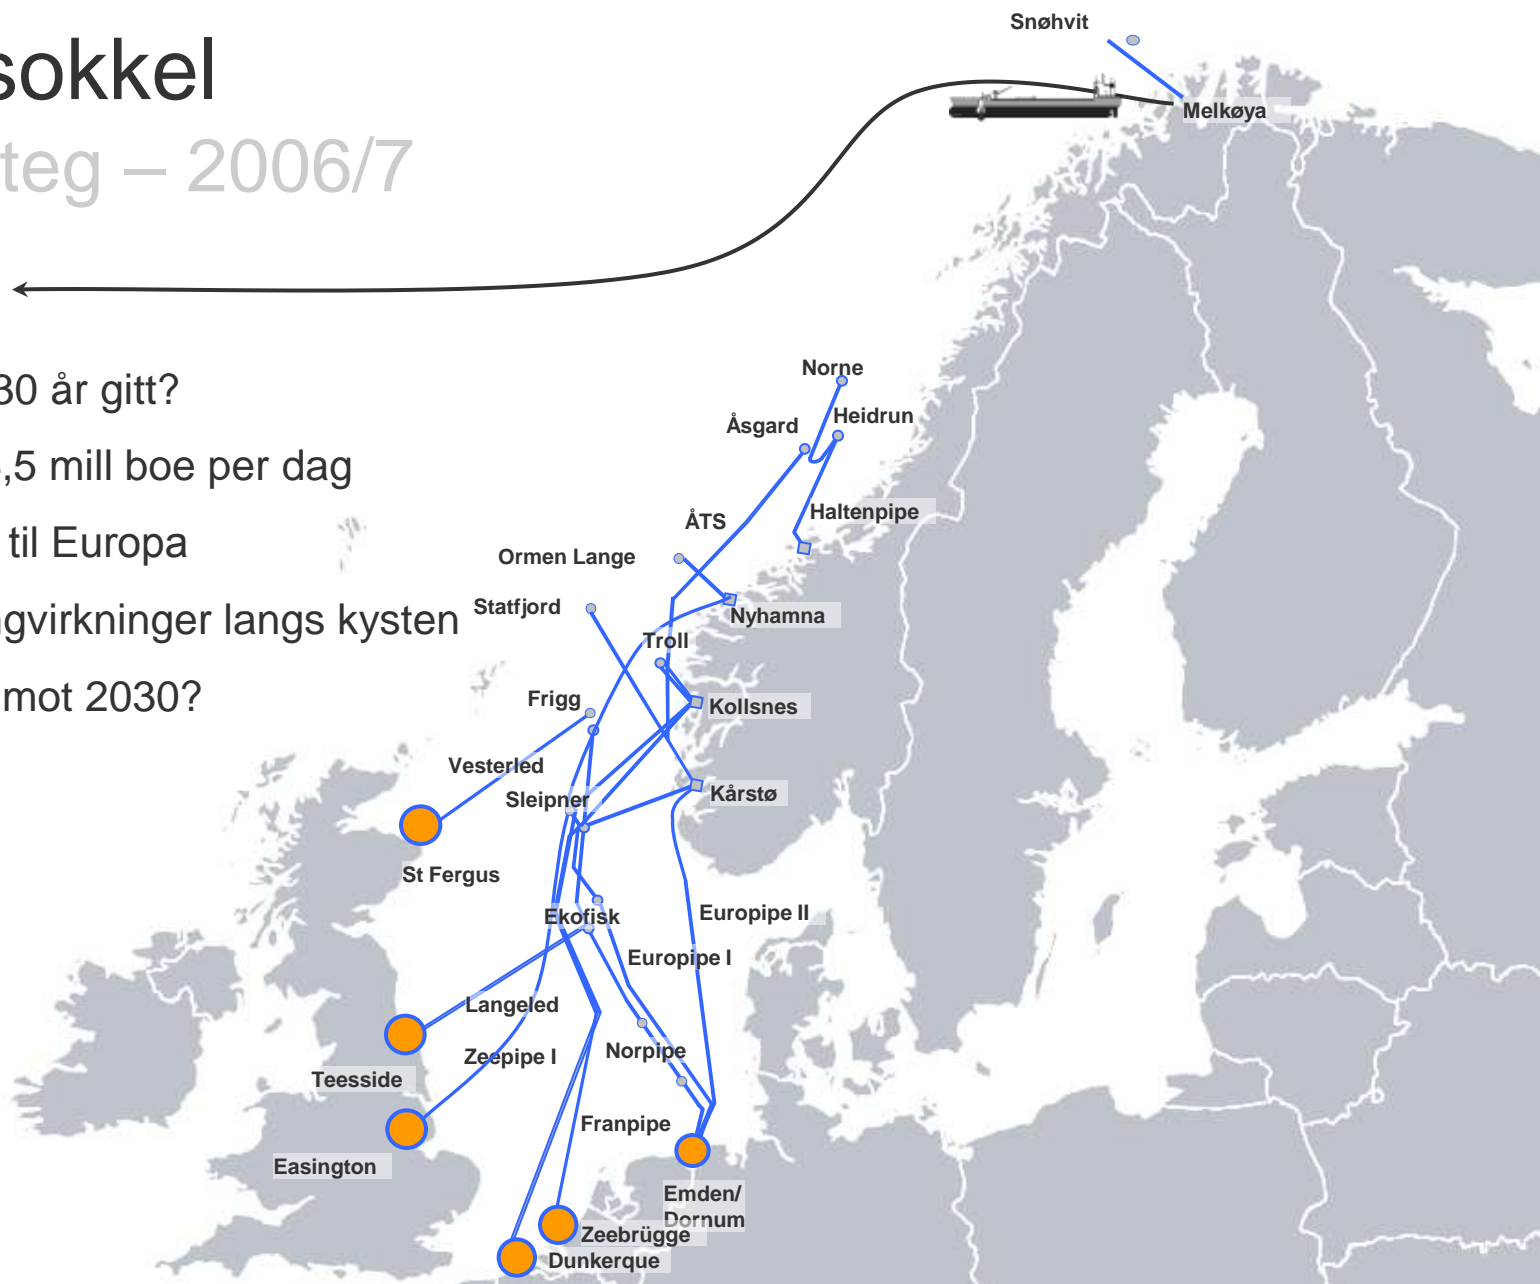 sokkel
teg – 2006/7
30 år gitt?
,5 mill boe per dag
til Europa
gvirkninger langs kysten
mot 2030?
Snøhvit
Melkøya
Norne
Heidrun
Åsgard
Haltenpipe
ÅTS
Ormen Lange
Statfjord
Nyhamna
Troll
Frigg
Kollsnes
Vesterled
Sleipner
Kårstø
St Fergus
Ekofisk
Europipe II
Europipe I
Langeled
Zeepipe I
Norpipe
Teesside
Franpipe
Easington
Emden/
Dornum
Zeebrügge
Dunkerque